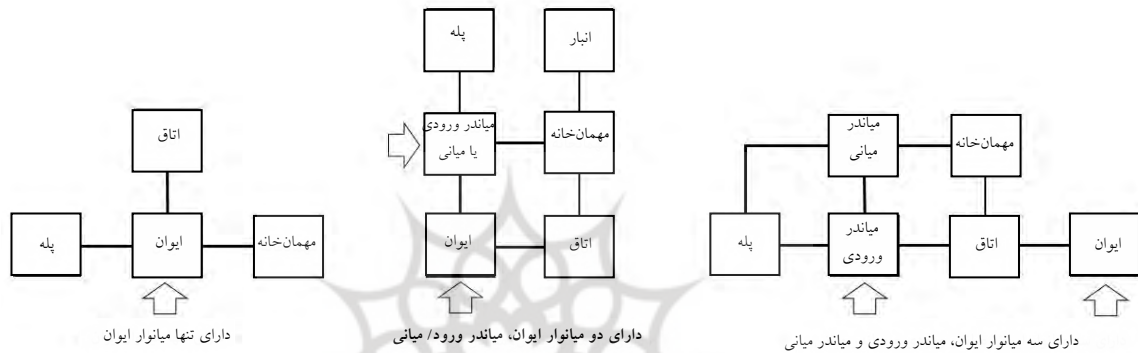 میاندر
میانی
مهمان‌خانه
ایوان
اتاق
میاندر
ورودی
پله
دارای سه میانوار ایوان، میاندر ورودی و میاندر میانی
انبار
پله
مهمان‌خانه
میاندر ورودی
یا میانی
اتاق
ایوان
دارای دو میانوار ایوان، میاندر ورود/ میانی
اتاق
مهمان‌خانه
ایوان
پله
دارای تنها میانوار ایوان